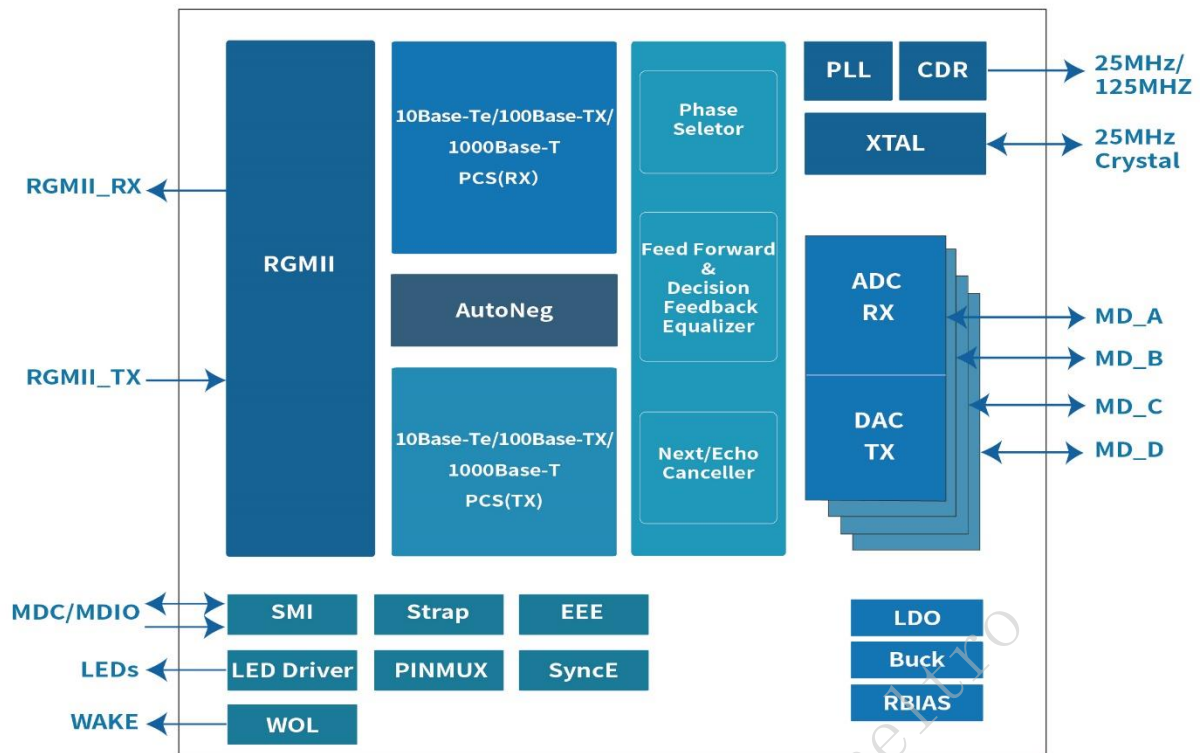 RGMII_RX
RGMII_TX
MDC/MDIO
LEDs
WAKE
RGMII
10Base-Te/100Base-TX/
1000Base-T
PCS(RX)
AutoNeg
10Base-Te/100Base-TX/
1000Base-T
PCS(TX)
Phase
Seletor
Feed Forward
&
Decision
Feedback
Equalizer
Next/Echo
Canceller
PLL
CDR
XTAL
25MHz/
125MHZ
25MHz
Crystal
ADC
RX
DAC
TX
MD_A
MD_B
MD_C
MD_D
SMI
Strap
EEE
LED Driver
PINMUX
SyncE
WOL
LDO
Buck
RBIAS